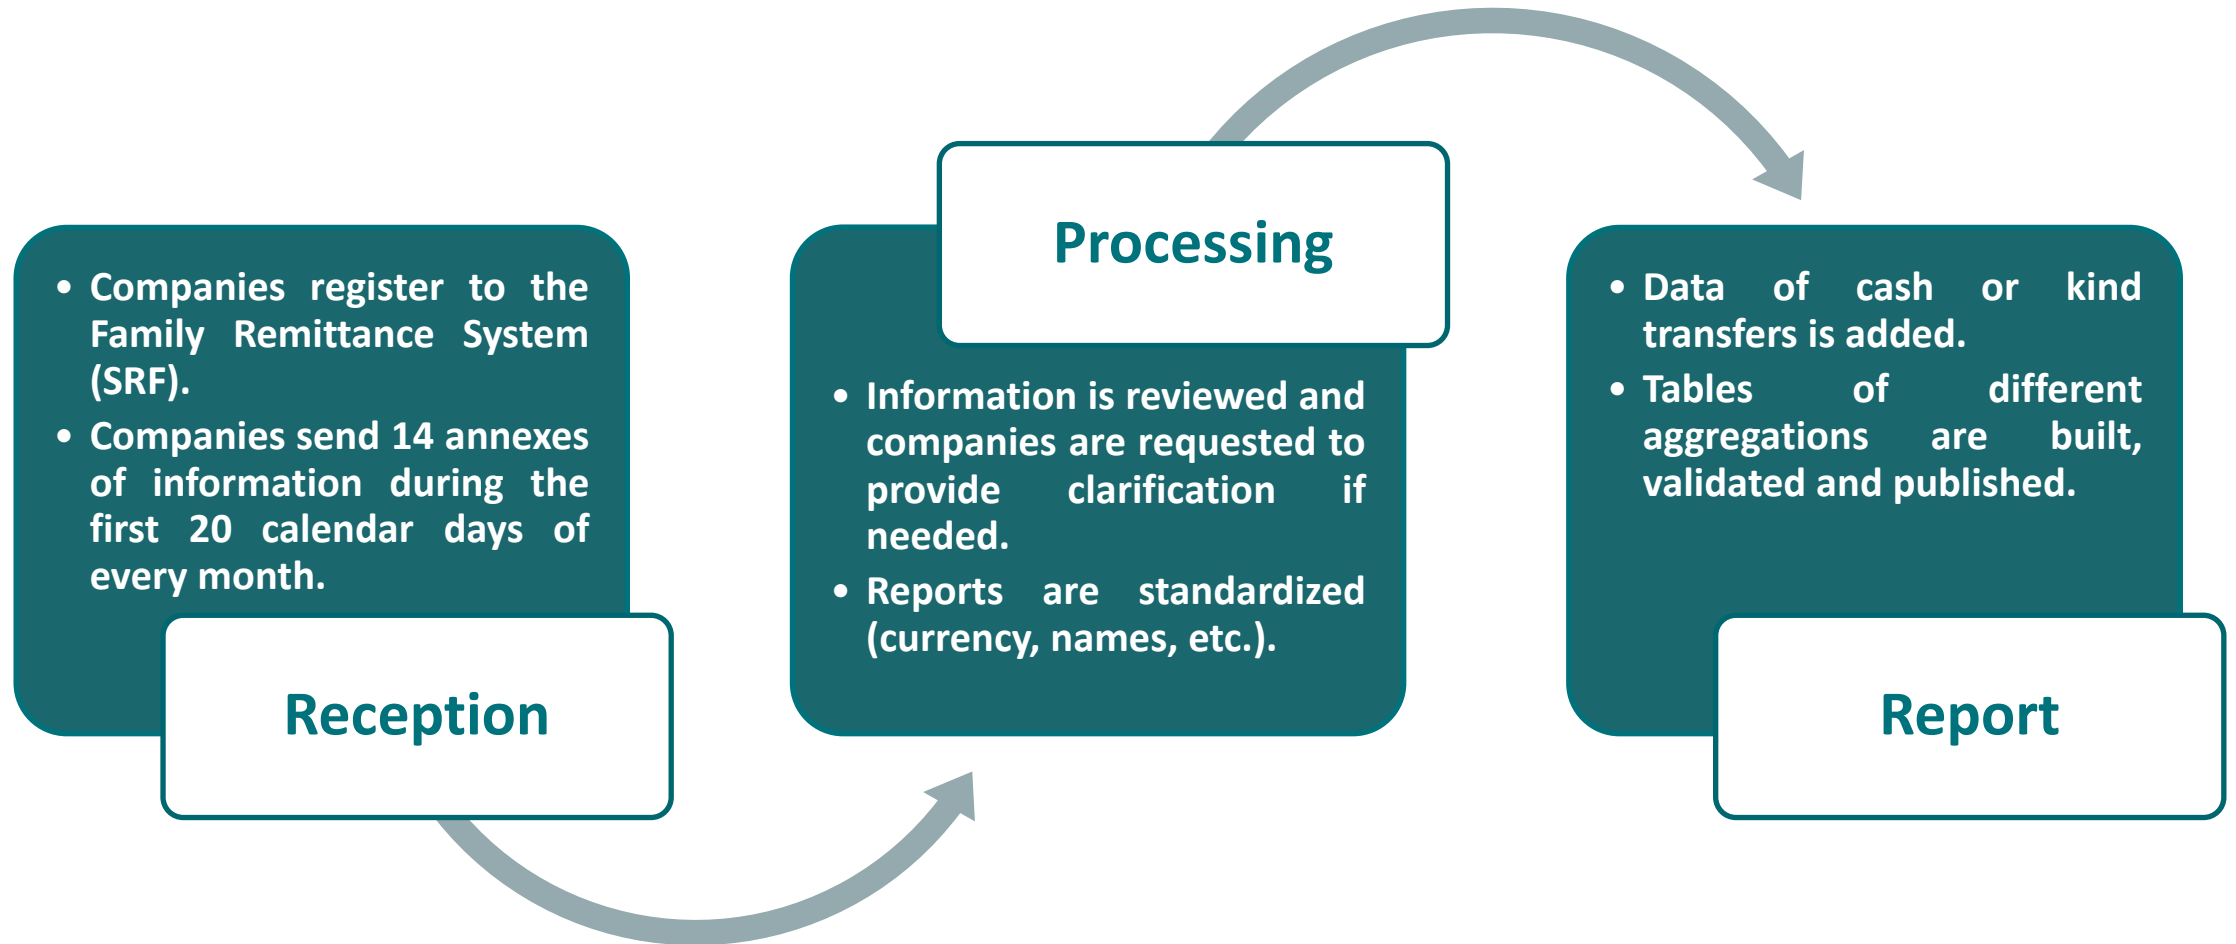 • Companies register to the
Family Remittance System
(SRF).
• Companies send 14 annexes
of information during the
first 20 calendar days of
every month.
Reception
Processing
• Information is reviewed and
companies are requested to
provide clarification if
needed.
• Reports are standardized
(currency, names, etc.).
• Data of cash or kind
transfers is added.
• Tables of different
aggregations are built,
validated and published.
Report